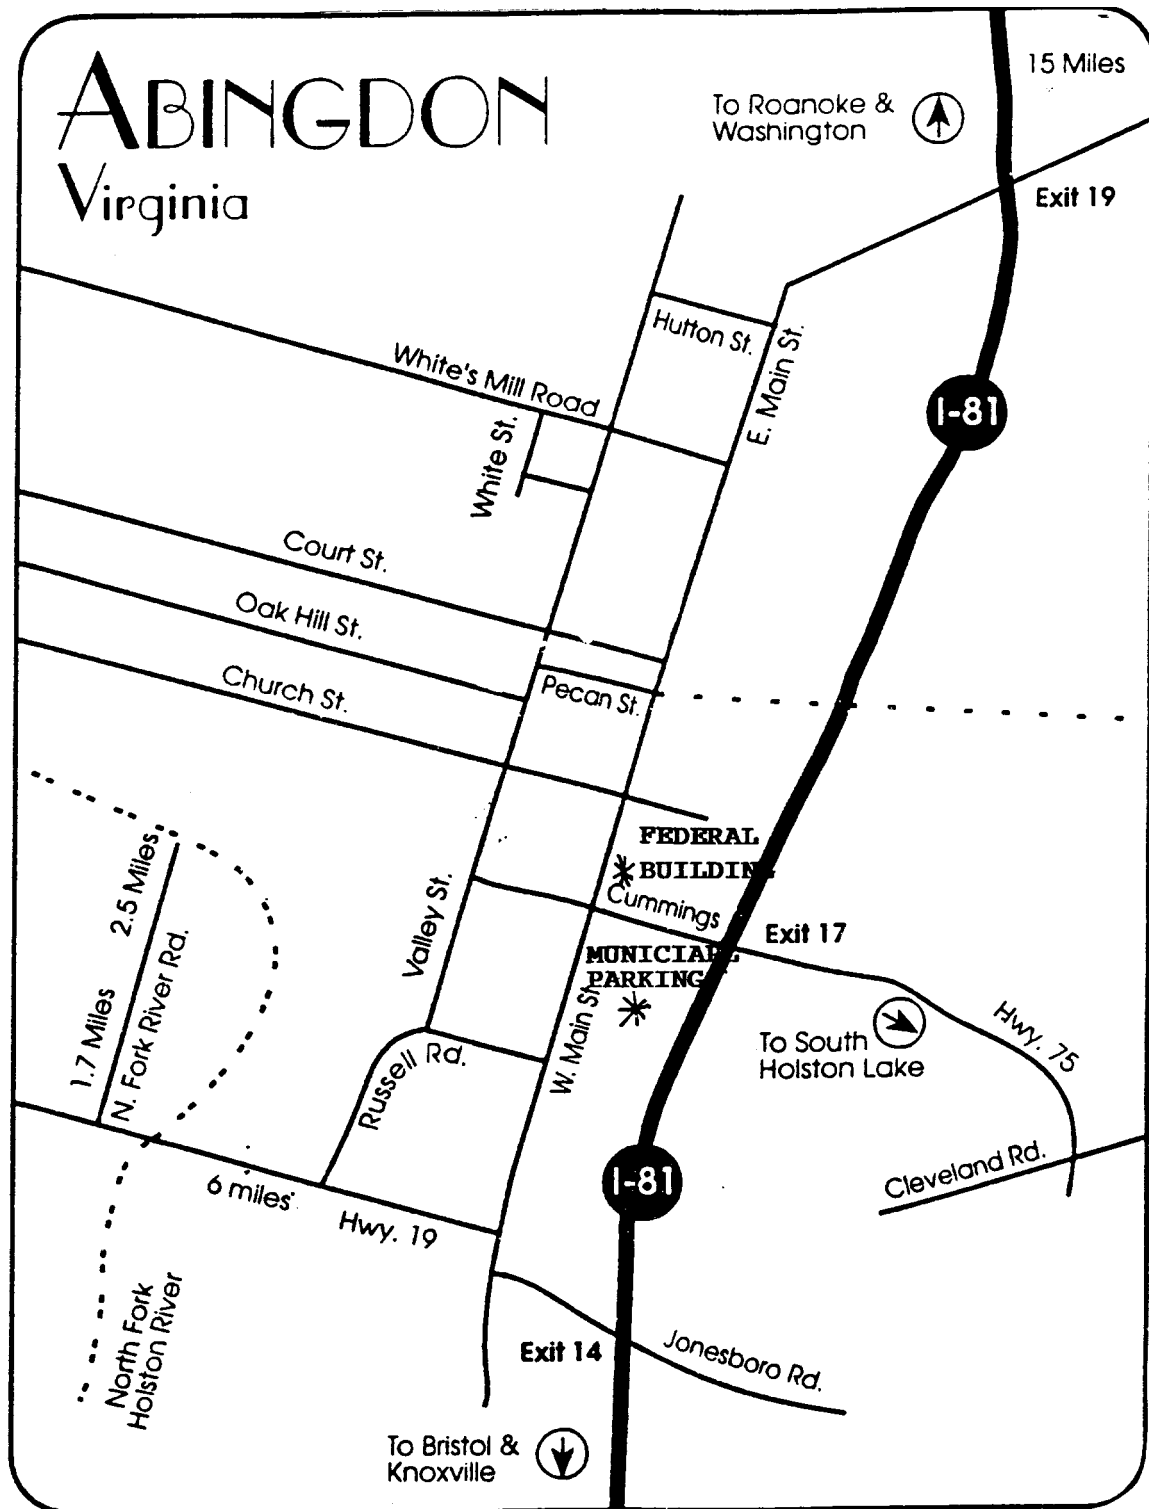 ABINGDON
Virginia
15 Miles
To Roanoke &
Washington
Exit 19
Hutton St.
E. Main St.
White's Mill Road
White St.
I-81
Court St.
Oak Hill St.
Church St.
Pecan St.
FEDERAL
BUILDING
Cummings
Exit 17
2.5 Miles
1.7 Miles
N. Fork River Rd.
Valley St.
MUNICIAPL
PARKING
W. Main St.
Russell Rd.
To South
Holston Lake
Hwy. 75
Cleveland Rd.
I-81
6 miles
Hwy. 19
North Fork
Holston River
Exit 14
Jonesboro Rd.
To Bristol &
Knoxville